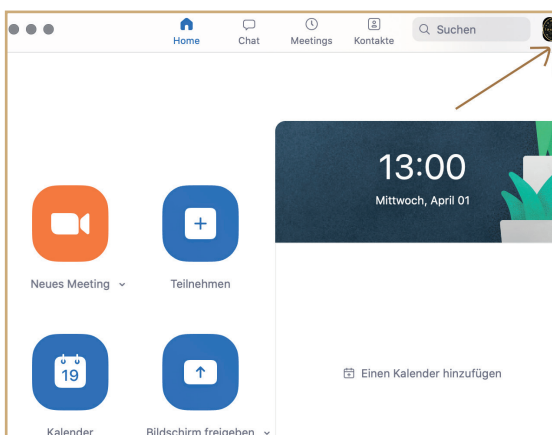 Home
Chat
Meetings
Kontakte
Suchen
13:00
Mittwoch, April 01
Neues Meeting
Teilnehmen
19
Einen Kalender hinzufügen
Kalender
Bildschirm freigeben